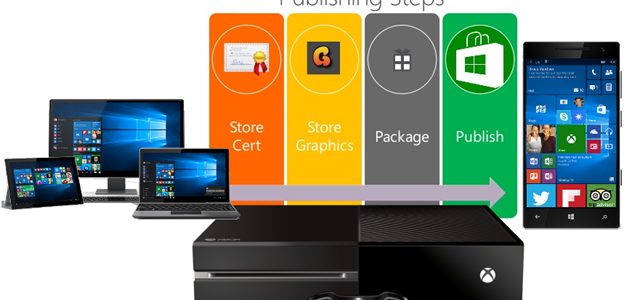 Publishing Steps
Store
Cert
Store
Graphics
Package
Publish